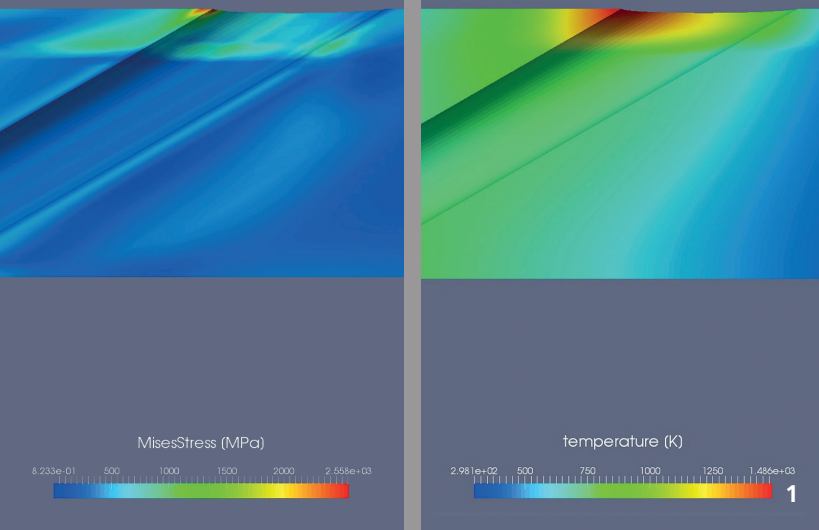 MisesStress (MPa)
8.233e-01 500 1000 1500 2000 2.558e+03
temperature (K)
2.981e+02 500 750 1000 1250 1.486e+03
1